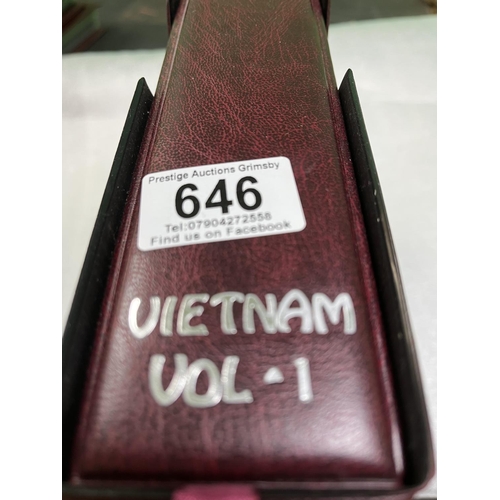 Prestige Auctions Grimsby
646
Tel:07904272558
Find us on Facebook
VIETNAM
VOL·1